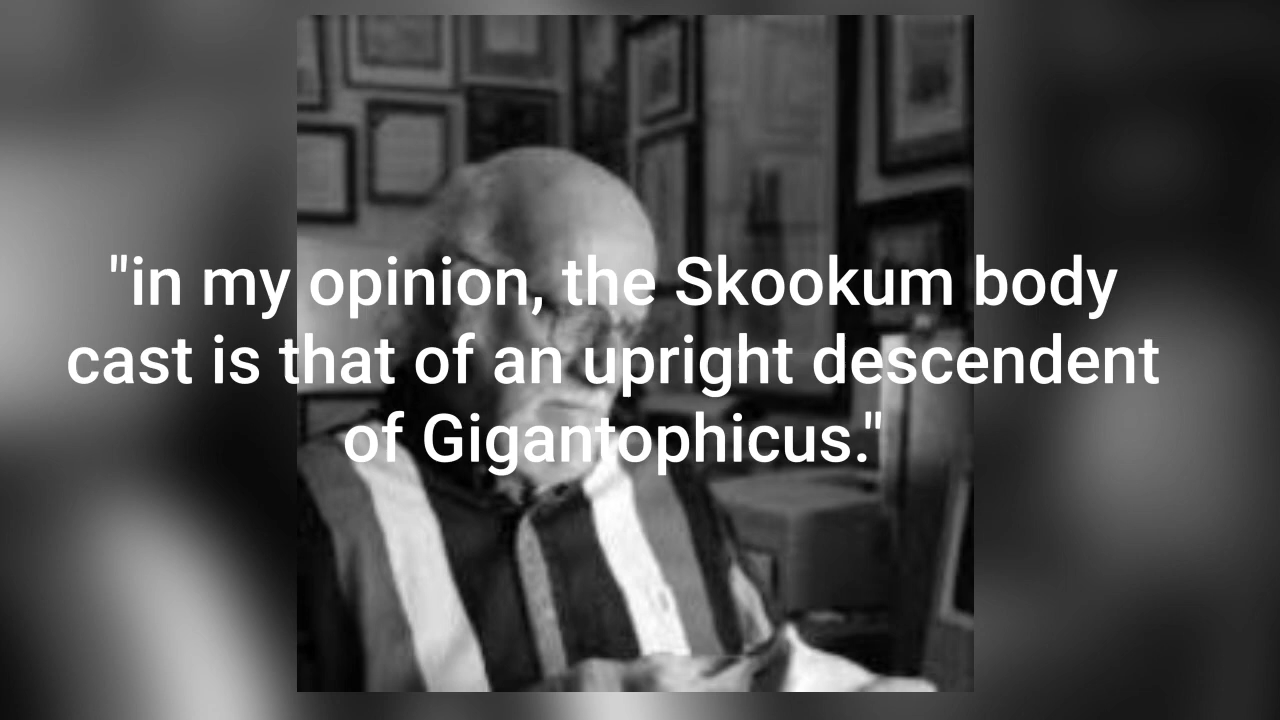 "in my opinion, the Skookum body
cast is that of an upright descendent
of Gigantophicus."